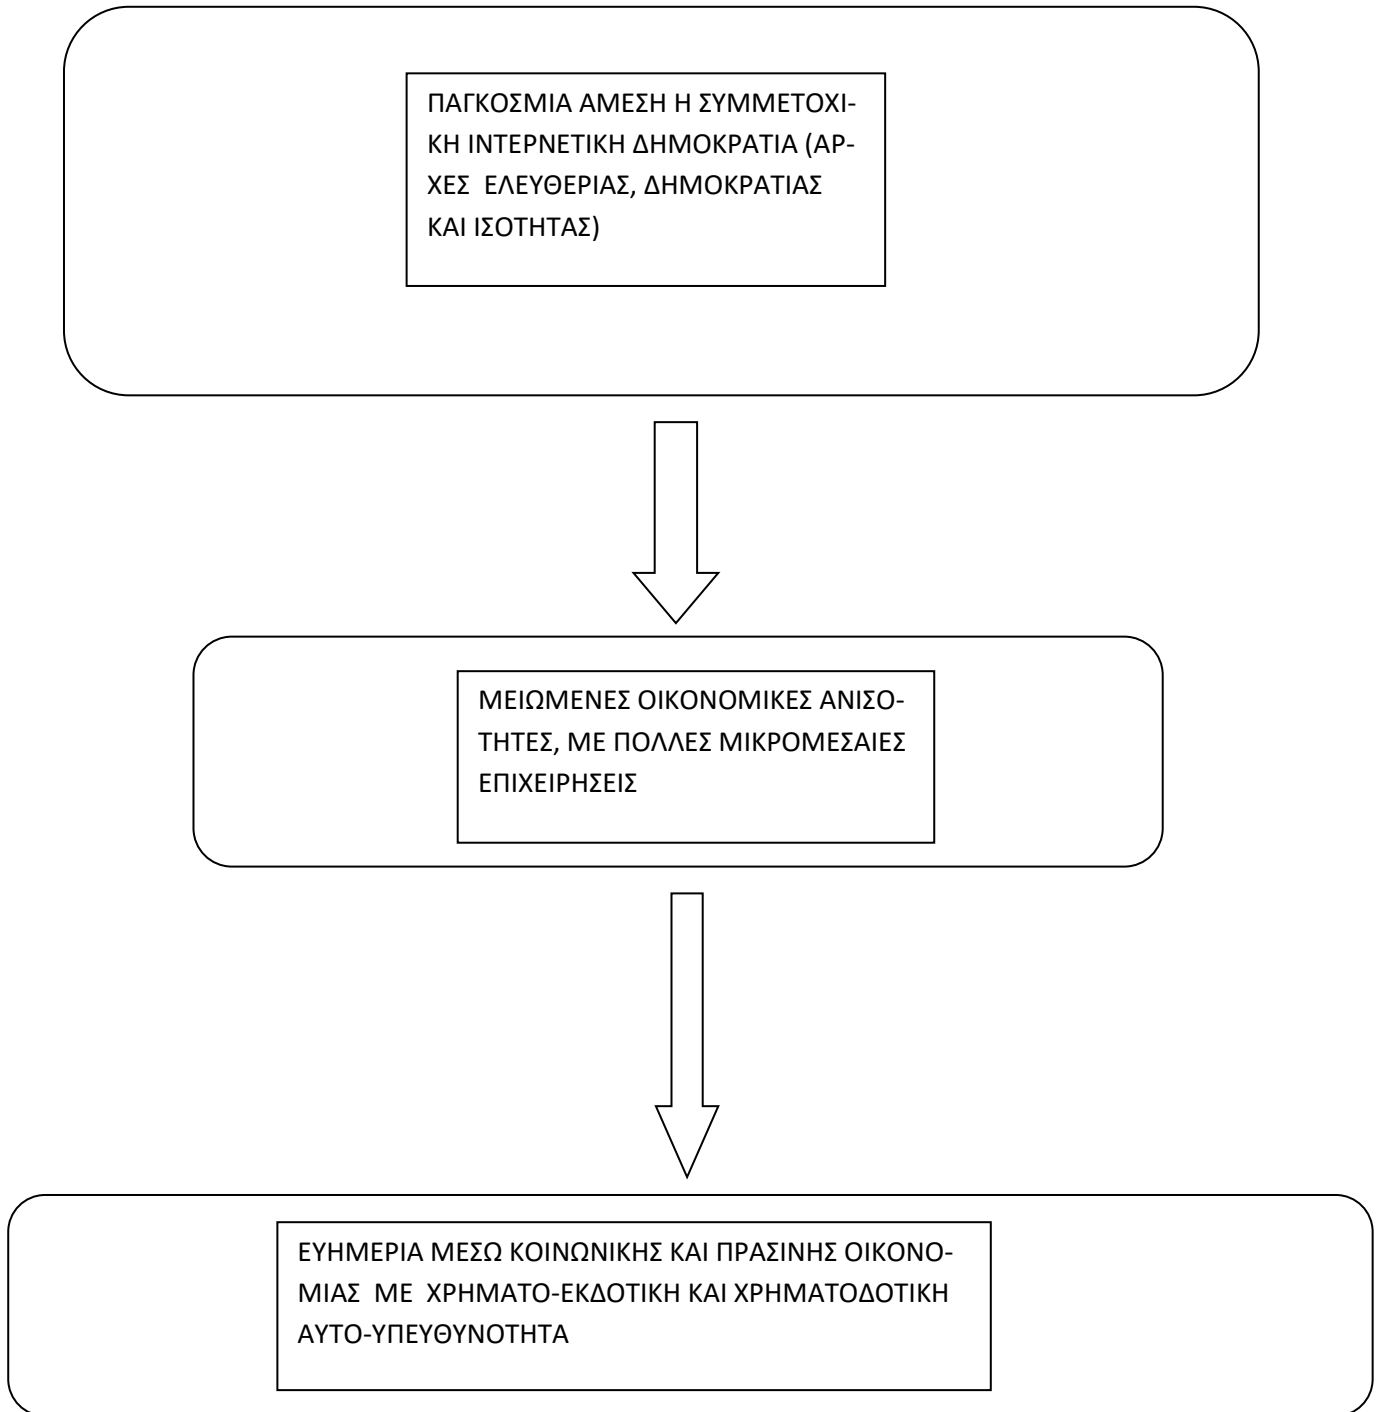 ΠΑΓΚΟΣΜΙΑ ΑΜΕΣΗ Η ΣΥΜΜΕΤΟΧΙ-
ΚΗ ΙΝΤΕΡΝΕΤΙΚΗ ΔΗΜΟΚΡΑΤΙΑ (ΑΡ-
ΧΕΣ  ΕΛΕΥΘΕΡΙΑΣ, ΔΗΜΟΚΡΑΤΙΑΣ
ΚΑΙ ΙΣΟΤΗΤΑΣ)
ΜΕΙΩΜΕΝΕΣ ΟΙΚΟΝΟΜΙΚΕΣ ΑΝΙΣΟ-
ΤΗΤΕΣ, ΜΕ ΠΟΛΛΕΣ ΜΙΚΡΟΜΕΣΑΙΕΣ
ΕΠΙΧΕΙΡΗΣΕΙΣ
ΕΥΗΜΕΡΙΑ ΜΕΣΩ ΚΟΙΝΩΝΙΚΗΣ ΚΑΙ ΠΡΑΣΙΝΗΣ ΟΙΚΟΝΟ-
ΜΙΑΣ  ΜΕ  ΧΡΗΜΑΤΟ-ΕΚΔΟΤΙΚΗ ΚΑΙ ΧΡΗΜΑΤΟΔΟΤΙΚΗ
ΑΥΤΟ-ΥΠΕΥΘΥΝΟΤΗΤΑ